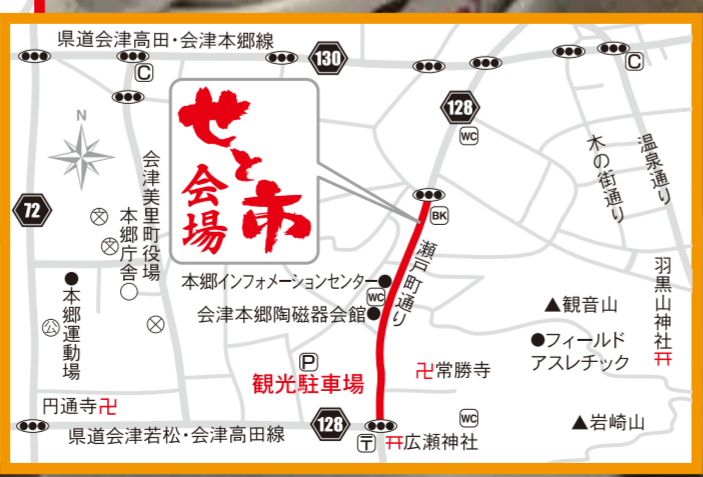 県道会津高田・会津本郷線
130
C
C
N
128
WC
せと市
会場
木の街通り
温泉通り
72
文
文
会津美里町役場
本郷庁舎
BK
瀬戸町通り
本郷インフォメーションセンター
WC
会津本郷陶磁器会館
羽黒山神社
▲観音山
●フィールド
アスレチック
●本郷運動場
公
P
観光駐車場
卍常勝寺
円通寺卍
県道会津若松・会津高田線
128
〒
広瀬神社
WC
▲岩崎山